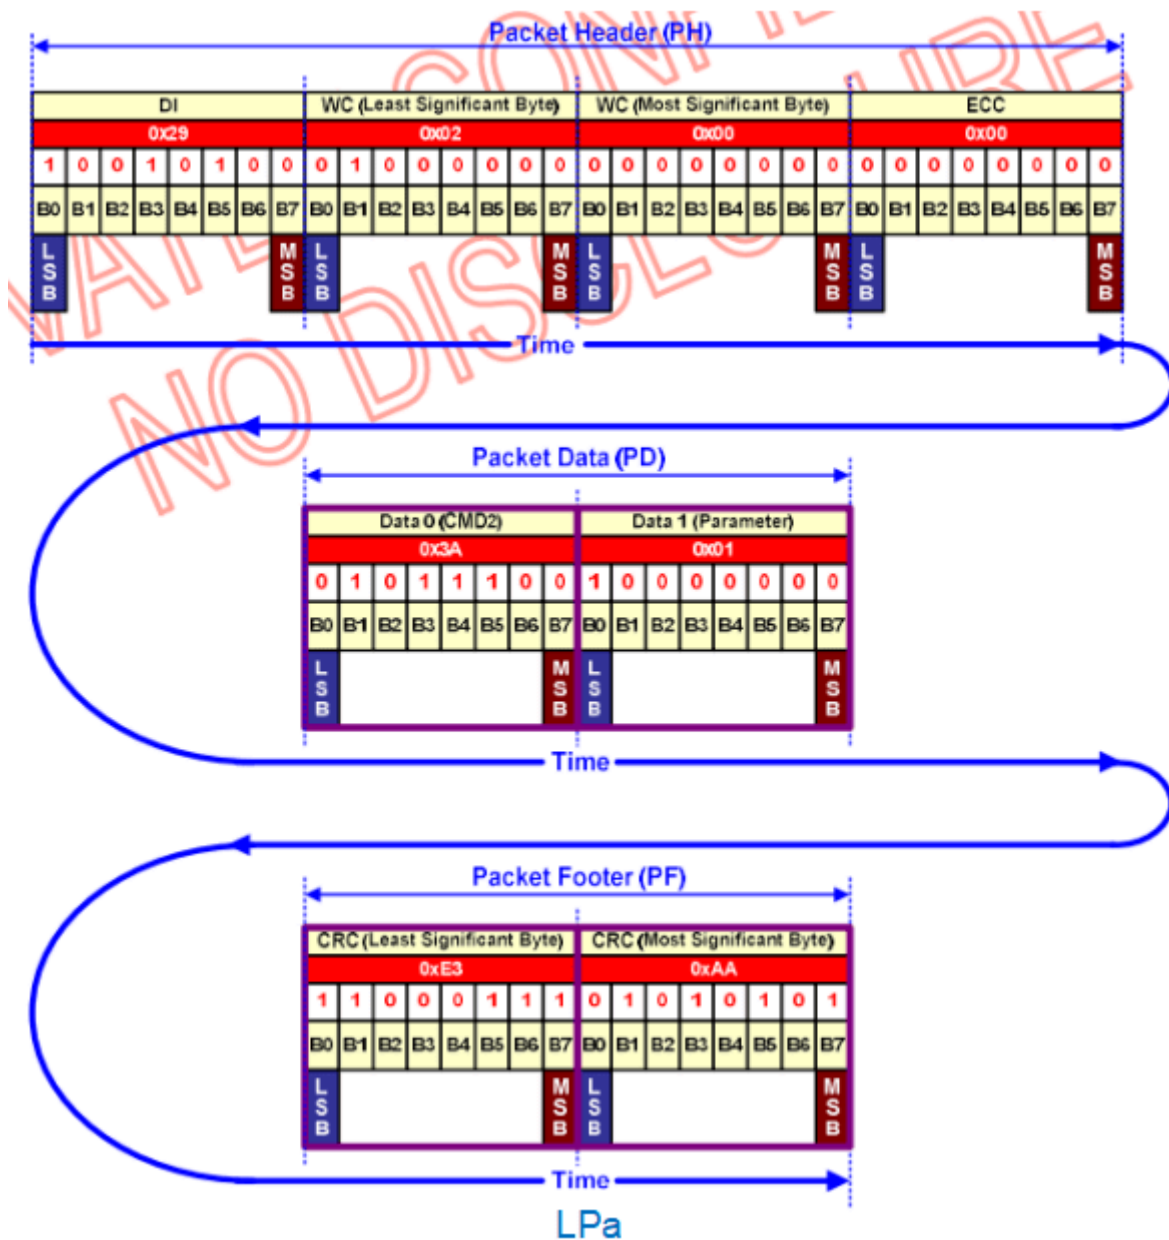 Packet Header (PH)
DI WC (Least Significant Byte) WC (Most Significant Byte) ECC
0x29 0x02 0x00 0x00
1 0 0 1 0 1 0 0 0 1 0 0 0 0 0 0 0 0 0 0 0 0 0 0 0 0 0 0 0 0 0 0
B0 B1 B2 B3 B4 B5 B6 B7 B0 B1 B2 B3 B4 B5 B6 B7 B0 B1 B2 B3 B4 B5 B6 B7 B0 B1 B2 B3 B4 B5 B6 B7
LSB MSB LSB MSB LSB MSB LSB MSB
NO DISCLOSURE
Time
Packet Data (PD)
Data 0 (CMD2) Data 1 (Parameter)
0x3A 0x01
0 1 0 1 1 1 0 0 1 0 0 0 0 0 0 0
B0 B1 B2 B3 B4 B5 B6 B7 B0 B1 B2 B3 B4 B5 B6 B7
LSB MSB LSB MSB
Time
Packet Footer (PF)
CRC (Least Significant Byte) CRC (Most Significant Byte)
0xE3 0xAA
1 1 0 0 0 1 1 1 0 1 0 1 0 1 0 1
B0 B1 B2 B3 B4 B5 B6 B7 B0 B1 B2 B3 B4 B5 B6 B7
LSB MSB LSB MSB
Time
LPa